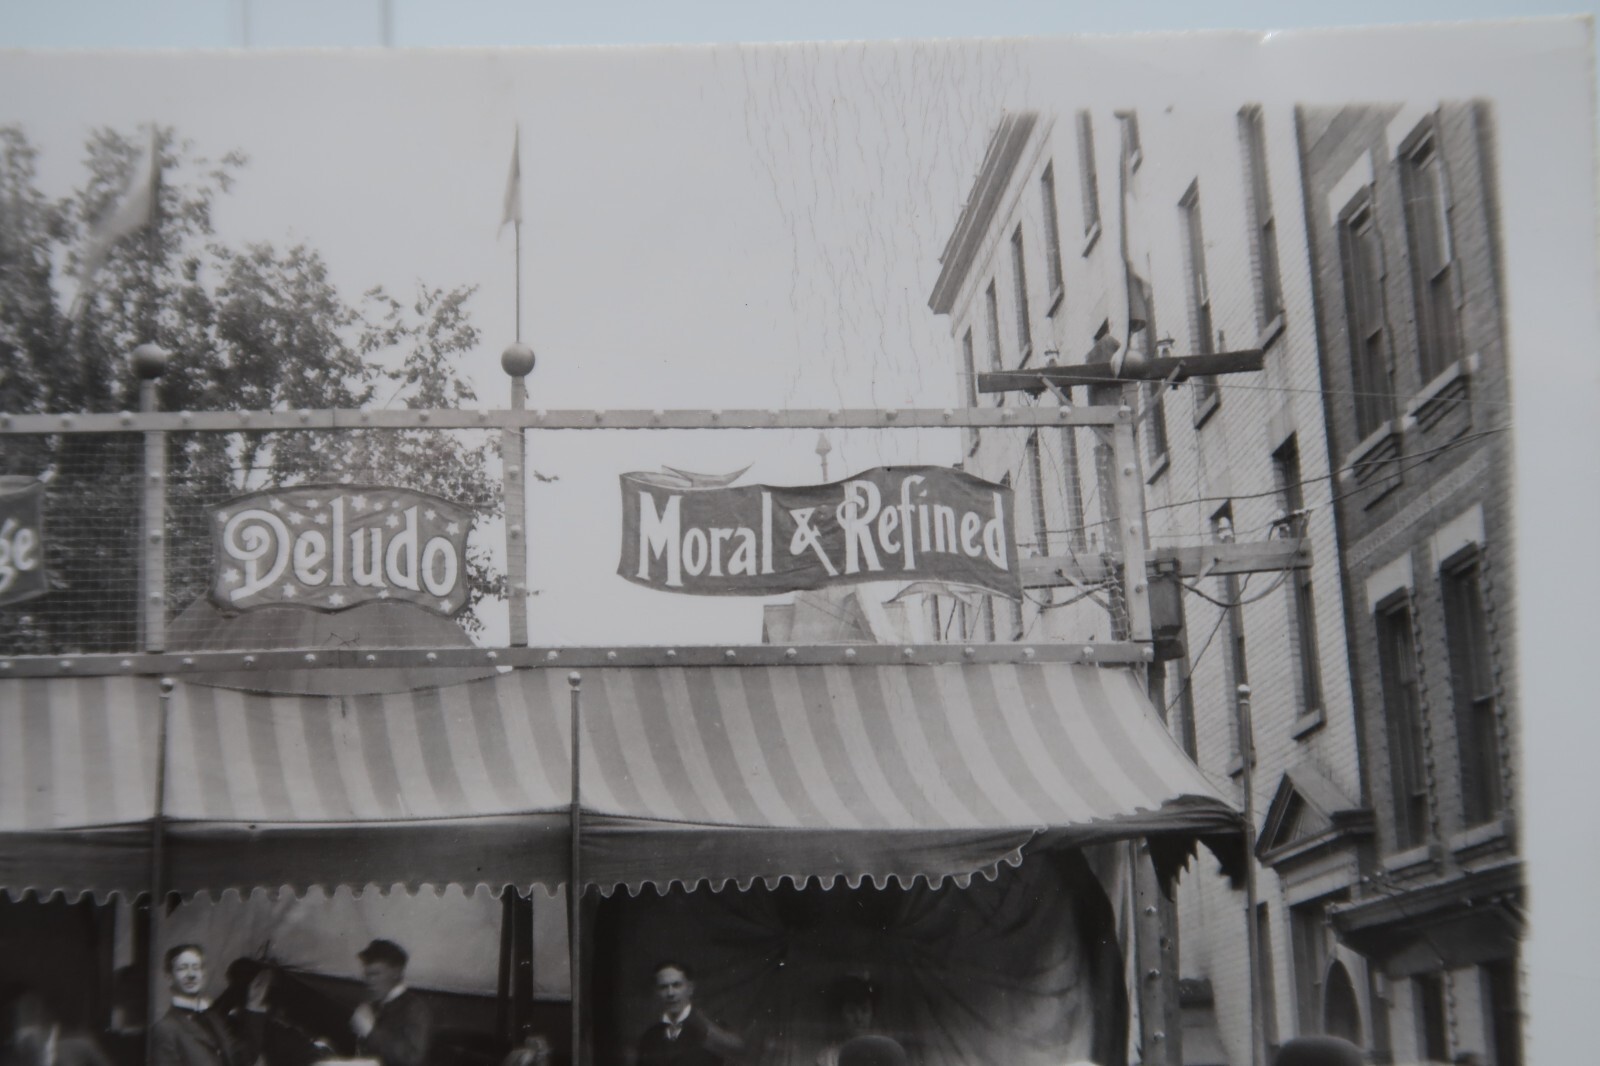 Deludo
Moral & Refined